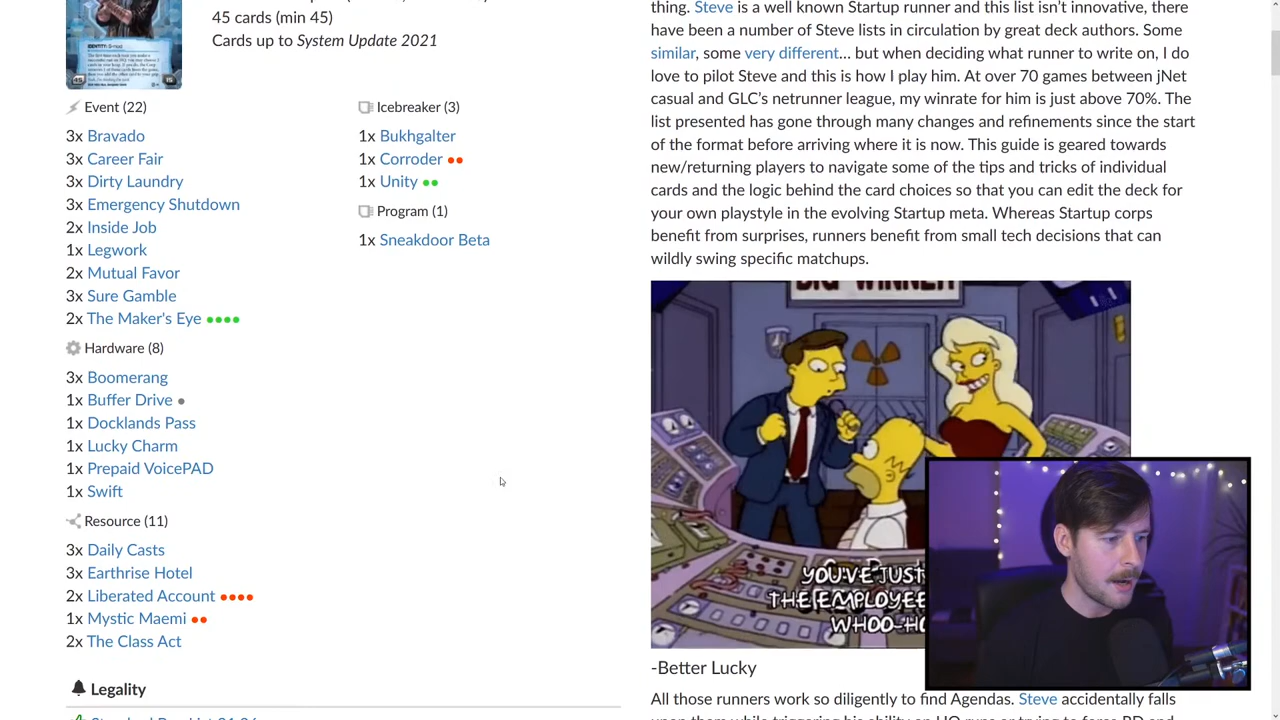 45 cards (min 45)
Cards up to System Update 2021
Event (22)
3x Bravado
3x Career Fair
3x Dirty Laundry
3x Emergency Shutdown
2x Inside Job
1x Legwork
2x Mutual Favor
3x Sure Gamble
2x The Maker's Eye
Hardware (8)
3x Boomerang
1x Buffer Drive
1x Docklands Pass
1x Lucky Charm
1x Prepaid VoicePAD
1x Swift
Resource (11)
3x Daily Casts
3x Earthrise Hotel
2x Liberated Account
1x Mystic Maemi
2x The Class Act
Legality
Icebreaker (3)
1x Bukhgalter
1x Corroder
1x Unity
Program (1)
1x Sneakdoor Beta
thing. Steve is a well known Startup runner and this list isn't innovative, there
have been a number of Steve lists in circulation by great deck authors. Some
similar, some very different, but we each decided what runner to write on, I do
love to pilot Steve and this is how I play him. At over 70 games between jNet
casual and GLC's netrunner league, my winrate for him is just above 70%. The
list presented has gone through many changes and refinements since the start
of the format before arriving where it is now. This guide is geared towards
new/returning players to navigate some of the tips and tricks of individual
cards and the logic behind the card choices so that you can edit the deck for
your own playstyle in the evolving Startup meta. Whereas Startup corps
benefit from surprises, runners benefit from small tech decisions that can
wildly swing specific matchups.
YOU'VE JUST
THE EMPLOYEE
WHOO-HO
-Better Lucky
All those runners work so diligently to find Agendas. Steve accidentally falls